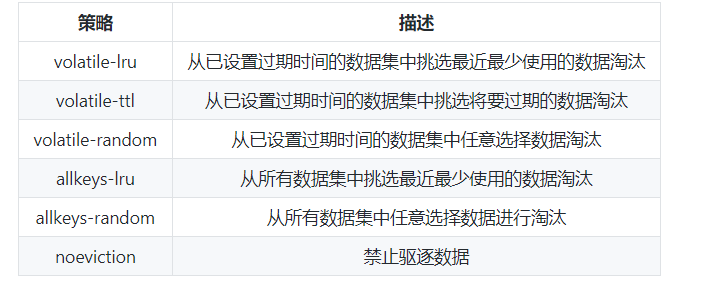 策略 描述
volatile-lru 从已设置过期时间的数据集中挑选最近最少使用的数据淘汰
volatile-ttl 从已设置过期时间的数据集中挑选将要过期的数据淘汰
volatile-random 从已设置过期时间的数据集中任意选择数据淘汰
allkeys-lru 从所有数据集中挑选最近最少使用的数据淘汰
allkeys-random 从所有数据集中任意选择数据进行淘汰
noeviction 禁止驱逐数据